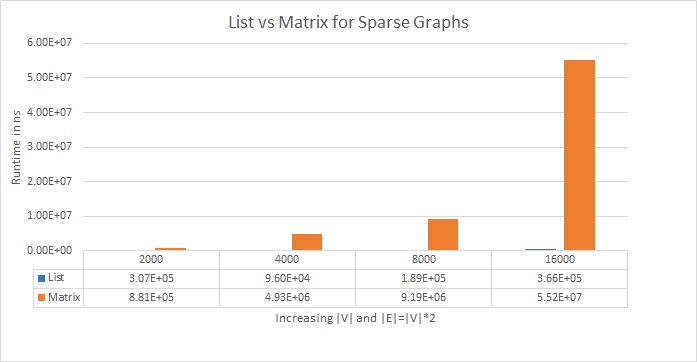 List vs Matrix for Sparse Graphs
6.00E+07
5.00E+07
4.00E+07
3.00E+07
2.00E+07
1.00E+07
0.00E+00
Runtime in ns
2000 4000 8000 16000
List 3.07E+05 9.60E+04 1.89E+05 3.66E+05
Matrix 8.81E+05 4.93E+06 9.19E+06 5.52E+07
Increasing |V| and |E|=|V|*2